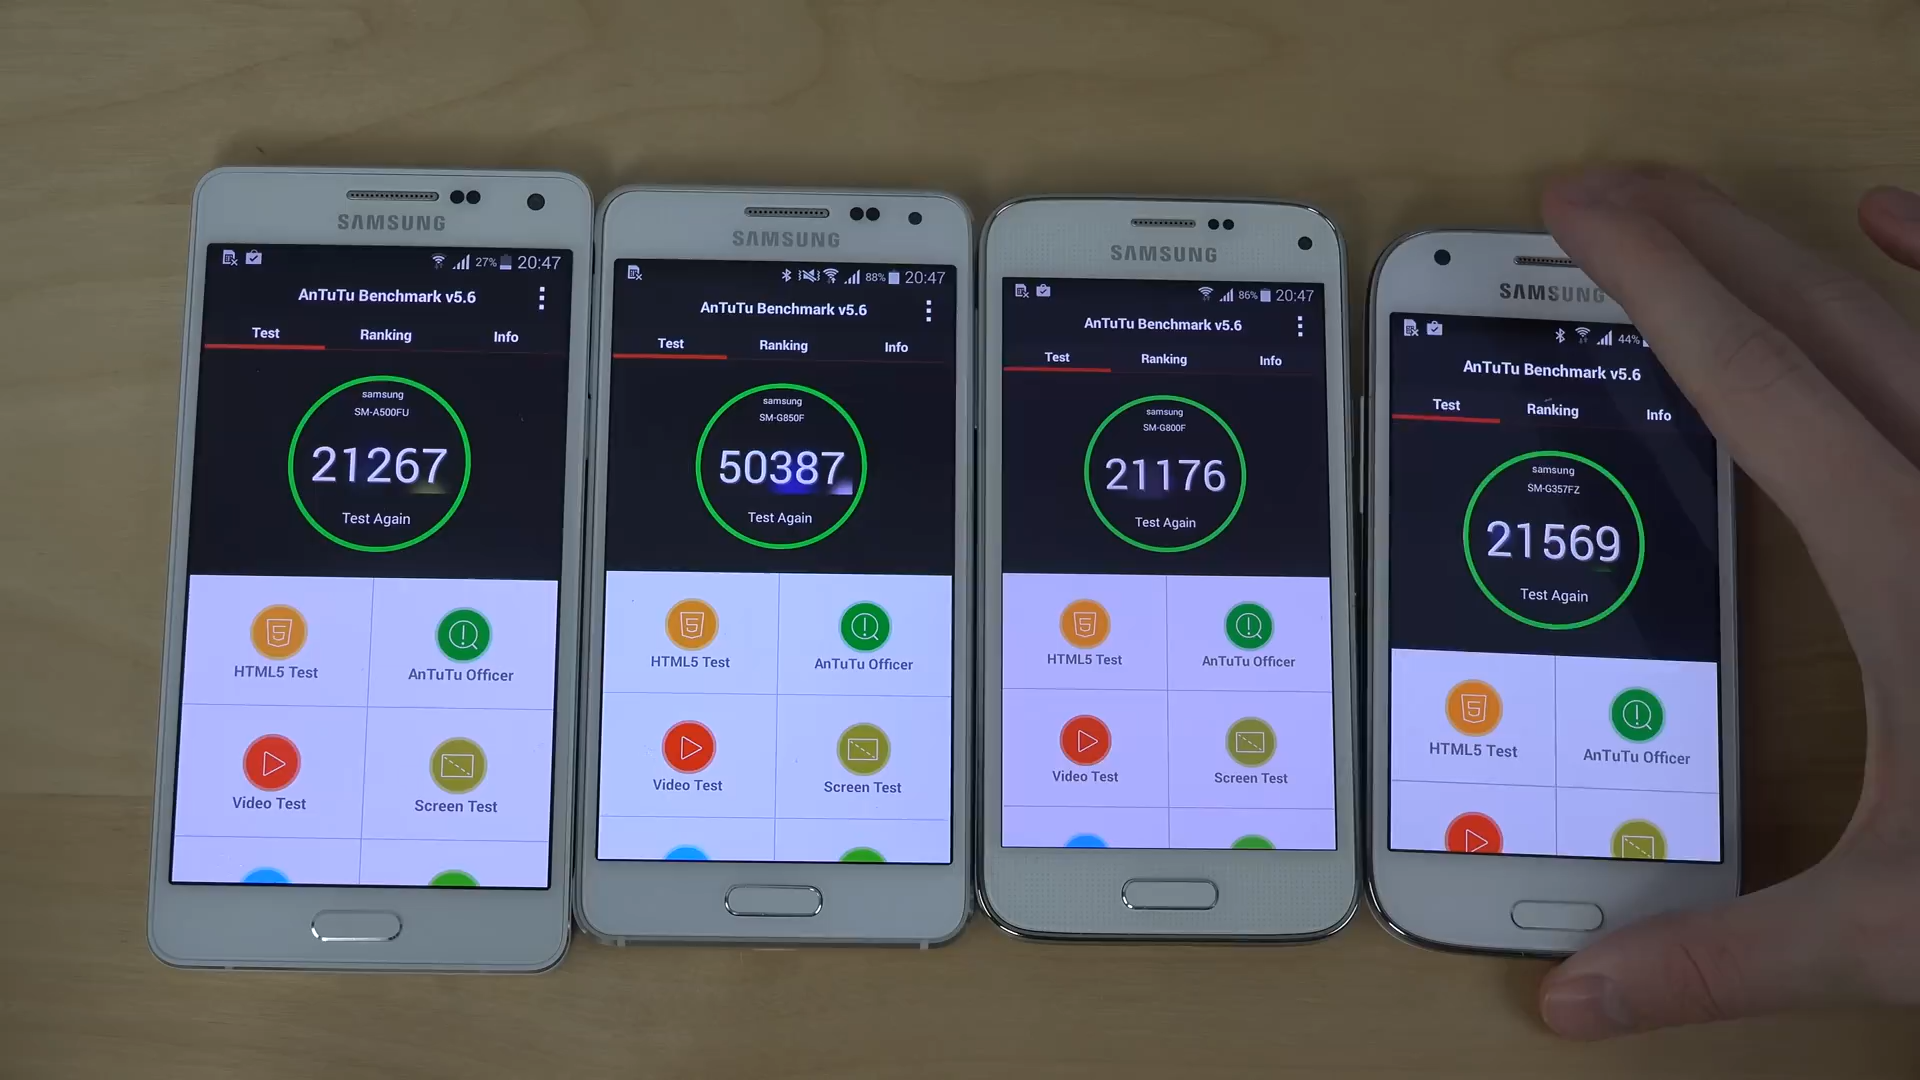 SAMSUNG
27% 20:47
AnTuTu Benchmark v5.6
Test Ranking Info
samsung
SM-A500FU
21267
Test Again
HTML5 Test AnTuTu Officer
Video Test Screen Test
SAMSUNG
88% 20:47
AnTuTu Benchmark v5.6
Test Ranking Info
samsung
SM-G850F
50387
Test Again
HTML5 Test AnTuTu Officer
Video Test Screen Test
SAMSUNG
86% 20:47
AnTuTu Benchmark v5.6
Test Ranking Info
samsung
SM-G800F
21176
Test Again
HTML5 Test AnTuTu Officer
Video Test Screen Test
SAMSUNG
44%
AnTuTu Benchmark v5.6
Test Ranking Info
samsung
SM-G357FZ
21569
Test Again
HTML5 Test AnTuTu Officer